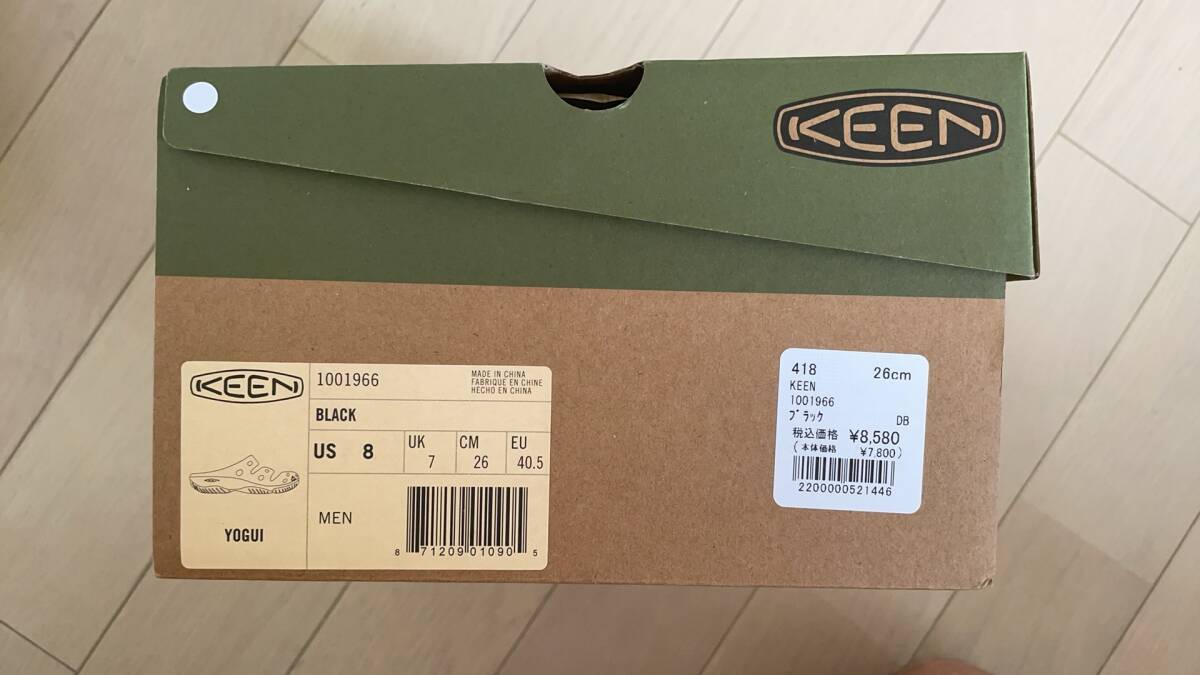 KEEN
KEEN
1001966
MADE IN CHINA
FABRIQUE EN CHINE
HECHO EN CHINA
BLACK
US 8
UK 7
CM 26
EU 40.5
YOGUI
MEN
8 71209 01090 5
418 26cm
KEEN
1001966
ブラック DB
税込価格 ¥8,580
(本体価格 ¥7,800)
2200000521446